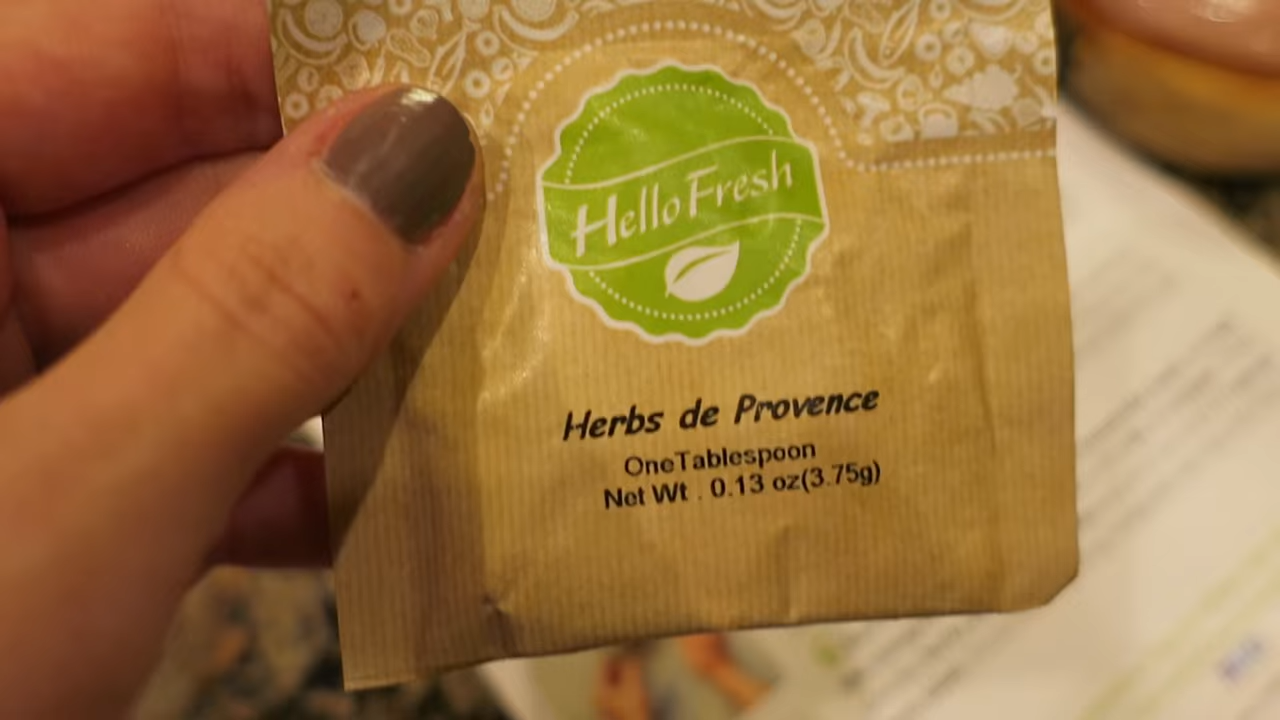 HelloFresh
Herbs de Provence
OneTablespoon
Net Wt . 0.13 oz(3.75g)